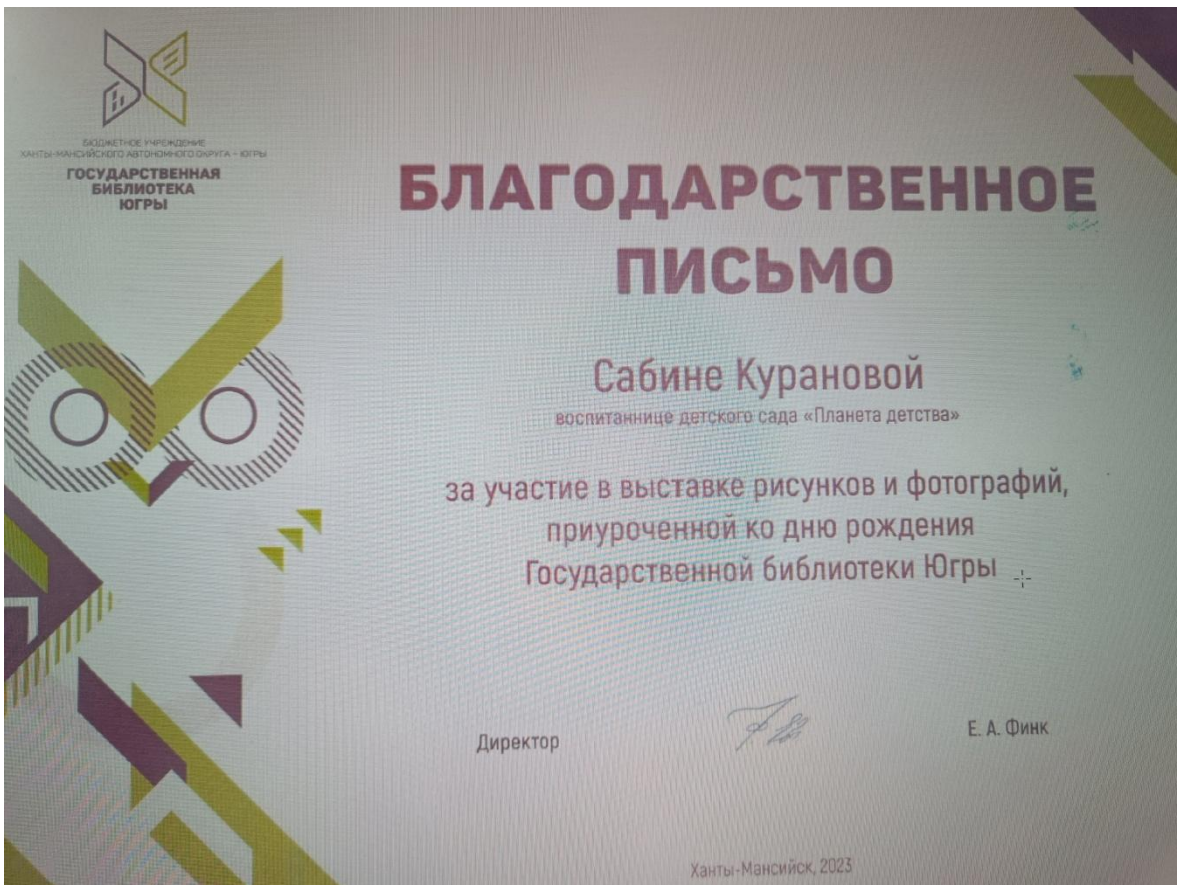 БЮДЖЕТНОЕ УЧРЕЖДЕНИЕ
ХАНТЫ-МАНСИЙСКОГО АВТОНОМНОГО ОКРУГА – ЮГРЫ
ГОСУДАРСТВЕННАЯ
БИБЛИОТЕКА
ЮГРЫ
БЛАГОДАРСТВЕННОЕ
ПИСЬМО
Сабине Курановой
воспитаннице детского сада «Планета детства»
за участие в выставке рисунков и фотографий,
приуроченной ко дню рождения
Государственной библиотеки Югры
Директор
Е. А. Финк
Ханты-Мансийск, 2023